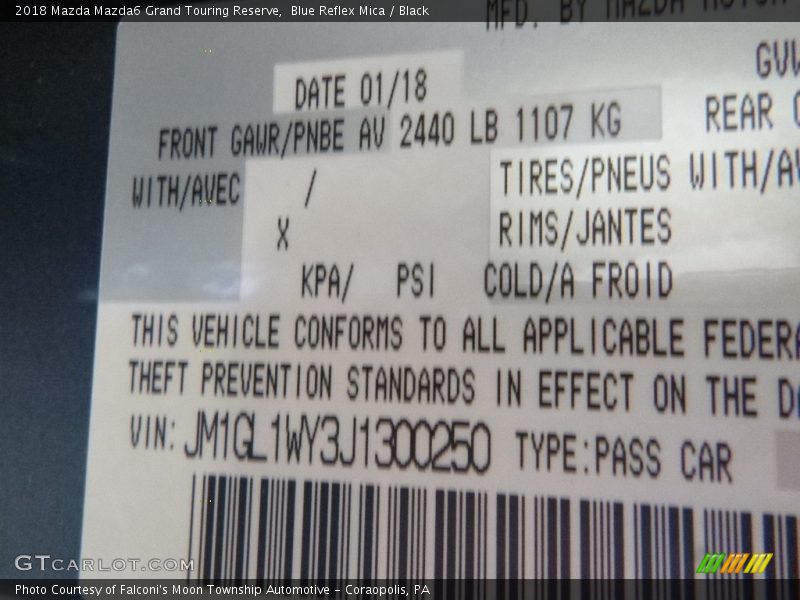 2018 Mazda Mazda6 Grand Touring Reserve, Blue Reflex Mica / Black
MFD. BY MAZDA MOTOR
DATE 01/18
FRONT GAWR/PNBE AV 2440 LB 1107 KG REAR
WITH/AVEC / TIRES/PNEUS WITH/AV
X RIMS/JANTES
KPA/ PSI COLD/A FROID
THIS VEHICLE CONFORMS TO ALL APPLICABLE FEDERA
THEFT PREVENTION STANDARDS IN EFFECT ON THE D
VIN: JM1GL1WY3J1300250 TYPE:PASS CAR
GTCARLOT.COM
Photo Courtesy of Falconi's Moon Township Automotive – Coraopolis, PA